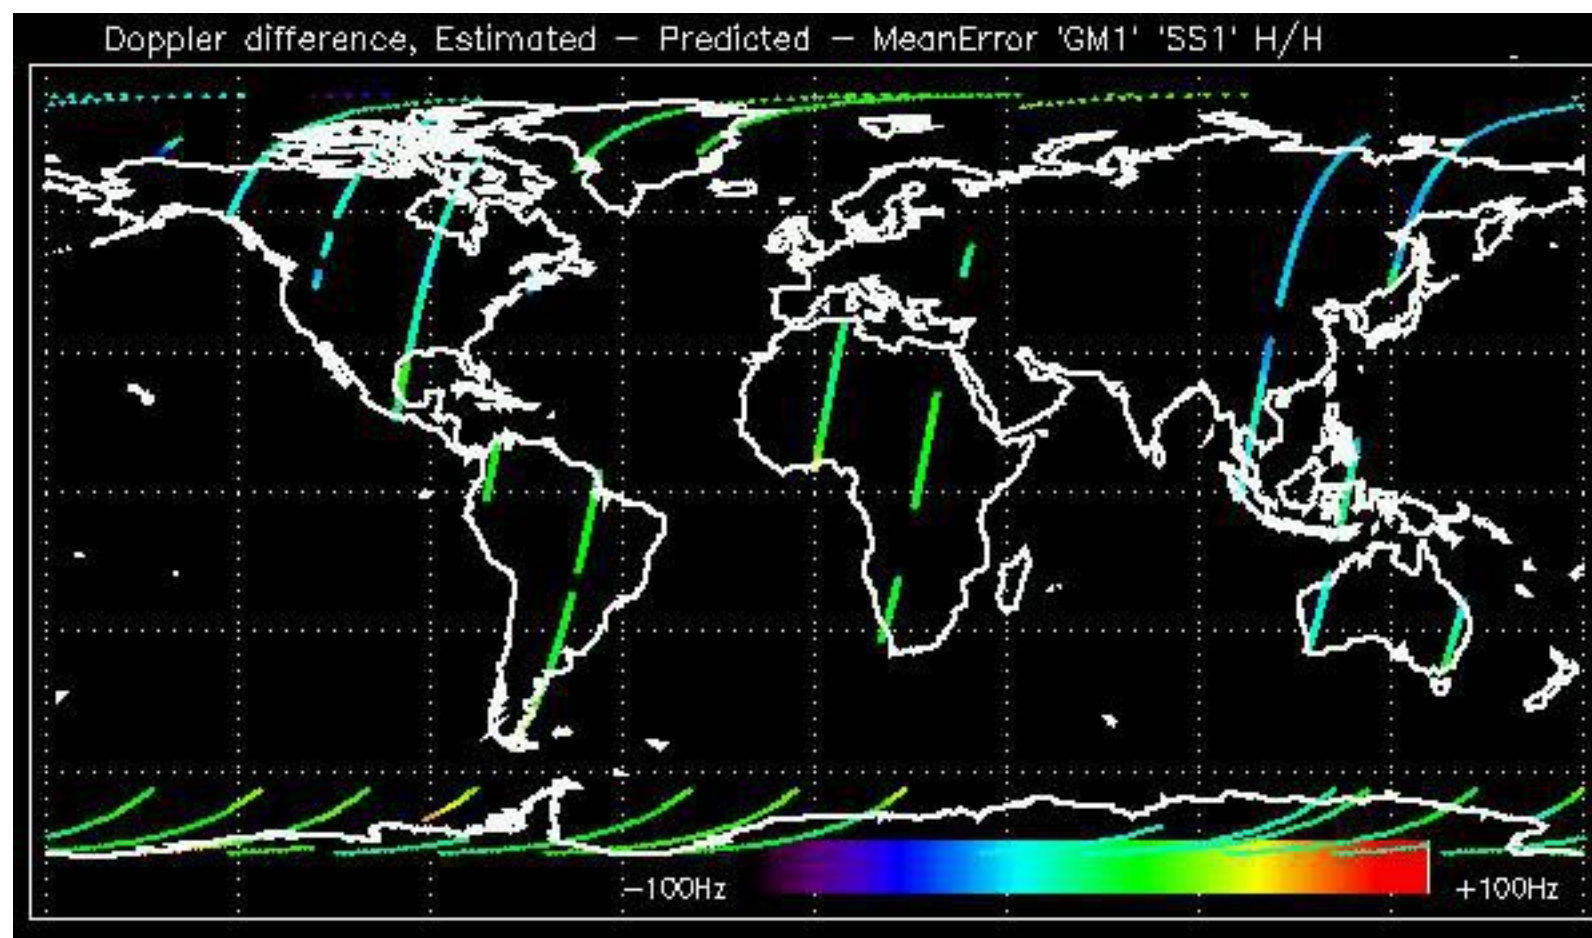 Doppler difference, Estimated – Predicted – MeanError 'GM1' 'SS1' H/H
–100Hz
+100Hz